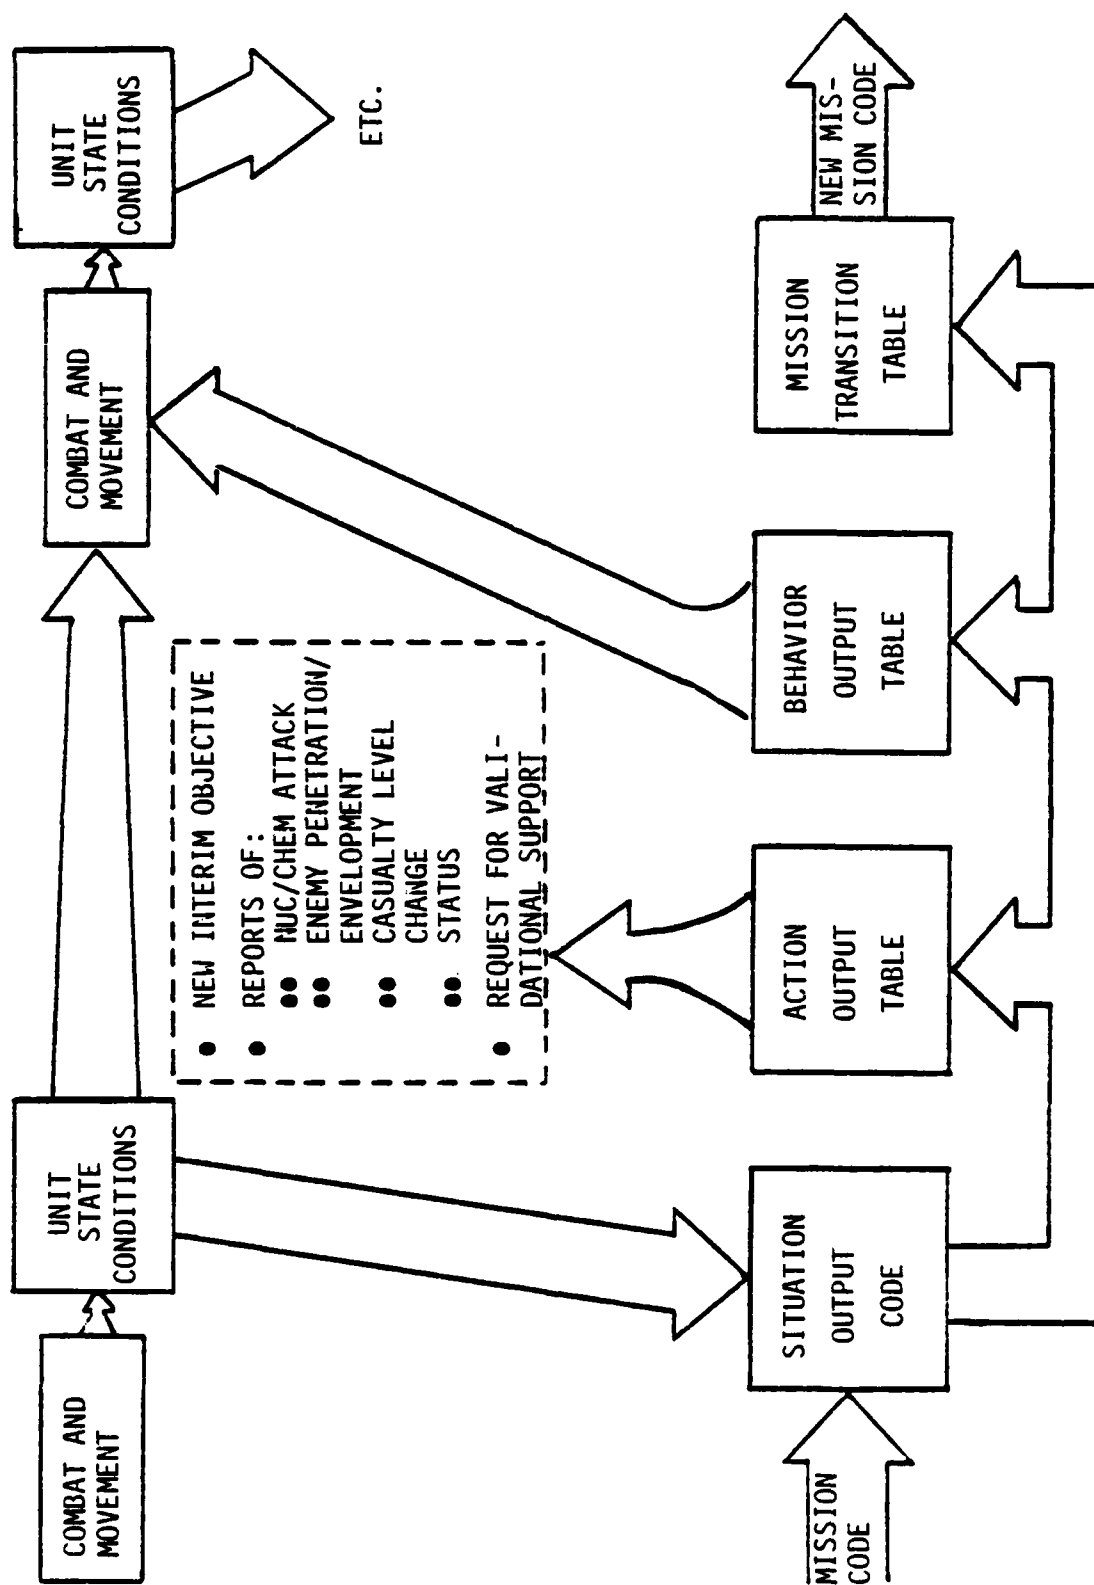 COMBAT AND
MOVEMENT
UNIT
STATE
CONDITIONS
COMBAT AND
MOVEMENT
UNIT
STATE
CONDITIONS
ETC.
● NEW INTERIM OBJECTIVE
● REPORTS OF:
●● NUC/CHEM ATTACK
●● ENEMY PENETRATION/
ENVELOPMENT
●● CASUALTY LEVEL
CHANGE
●● STATUS
● REQUEST FOR VALI-
DATIONAL SUPPORT
MISSION
CODE
SITUATION
OUTPUT
CODE
ACTION
OUTPUT
TABLE
BEHAVIOR
OUTPUT
TABLE
MISSION
TRANSITION
TABLE
NEW MIS-
SION CODE